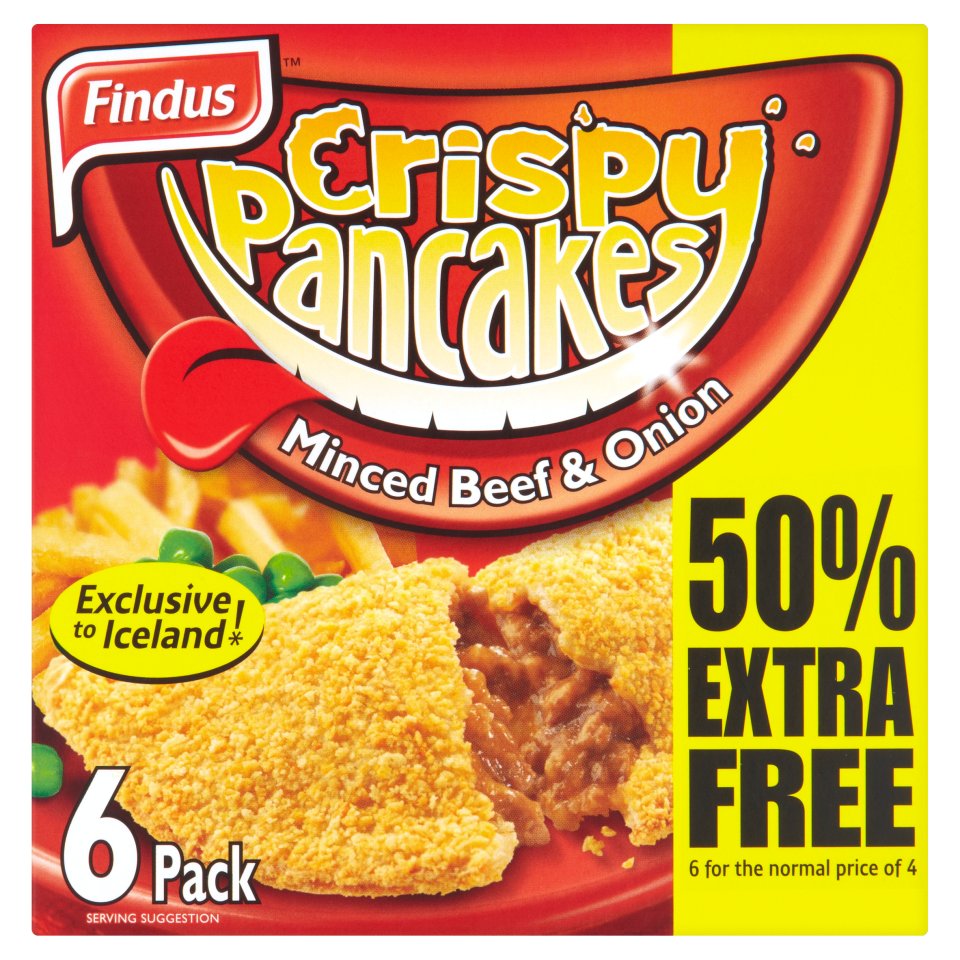 Findus
™
Crispy
Pancakes
Minced Beef & Onion
Exclusive
to Iceland!*
50%
EXTRA
FREE
6 for the normal price of 4
6 Pack
SERVING SUGGESTION